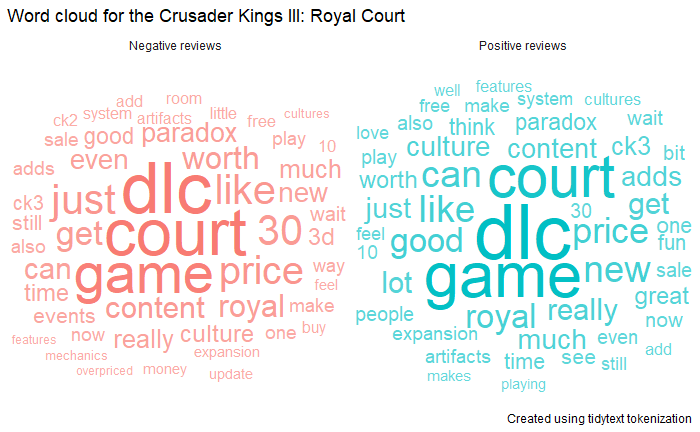 Word cloud for the Crusader Kings III: Royal Court
Negative reviews
add room
ck2 system artifacts little free cultures
sale good paradox play 10
adds even worth much
dlc
ck3 just like new
still court 30 wait
also get 3d
can game price way
time feel
events content royal make
features now really culture one buy
mechanics expansion
overpriced money update
Positive reviews
well features
free make system cultures
love also think paradox wait
play culture content ck3 bit
worth can court adds
just like 30 get
feel good dlc price one
10 fun
lot game new sale
people royal really great
expansion much even now
artifacts time see still add
makes playing
Created using tidytext tokenization